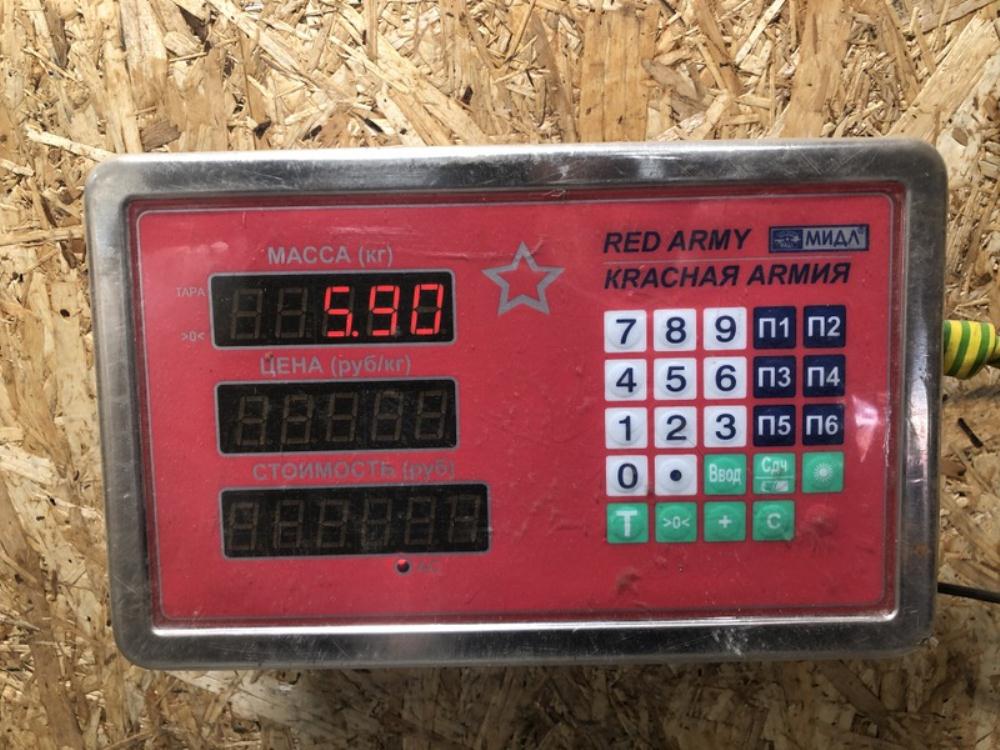 RED ARMY МИДЛ®
КRАСНАЯ АRМИЯ
МАССА (кг)
ТАРА
5.90
>0<
ЦЕНА (руб/кг)
СТОИМОСТЬ (руб)
AC
7 8 9 П1 П2
4 5 6 П3 П4
1 2 3 П5 П6
0 • Ввод Сдч
T >0< + C